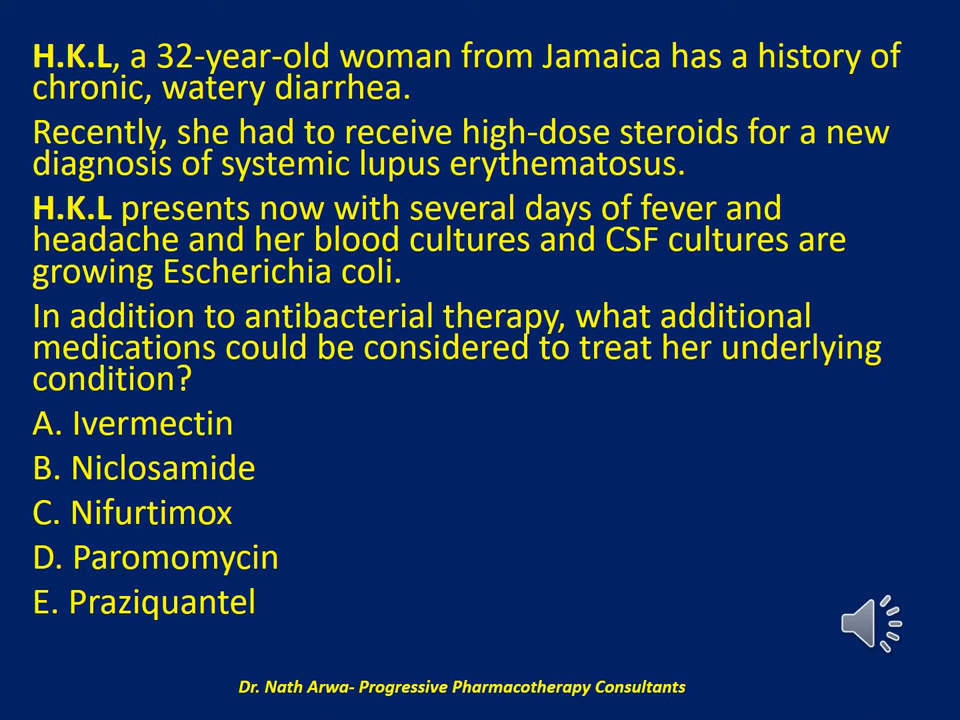 H.K.L, a 32-year-old woman from Jamaica has a history of
chronic, watery diarrhea.
Recently, she had to receive high-dose steroids for a new
diagnosis of systemic lupus erythematosus.
H.K.L presents now with several days of fever and
headache and her blood cultures and CSF cultures are
growing Escherichia coli.
In addition to antibacterial therapy, what additional
medications could be considered to treat her underlying
condition?
A. Ivermectin
B. Niclosamide
C. Nifurtimox
D. Paromomycin
E. Praziquantel
Dr. Nath Arwa- Progressive Pharmacotherapy Consultants